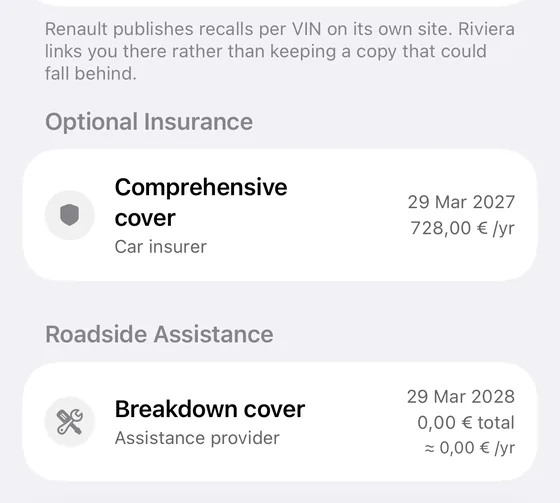 Renault publishes recalls per VIN on its own site. Riviera
links you there rather than keeping a copy that could
fall behind.
Optional Insurance
Comprehensive
cover
Car insurer
29 Mar 2027
728,00 € /yr
Roadside Assistance
Breakdown cover
Assistance provider
29 Mar 2028
0,00 € total
≈ 0,00 € /yr